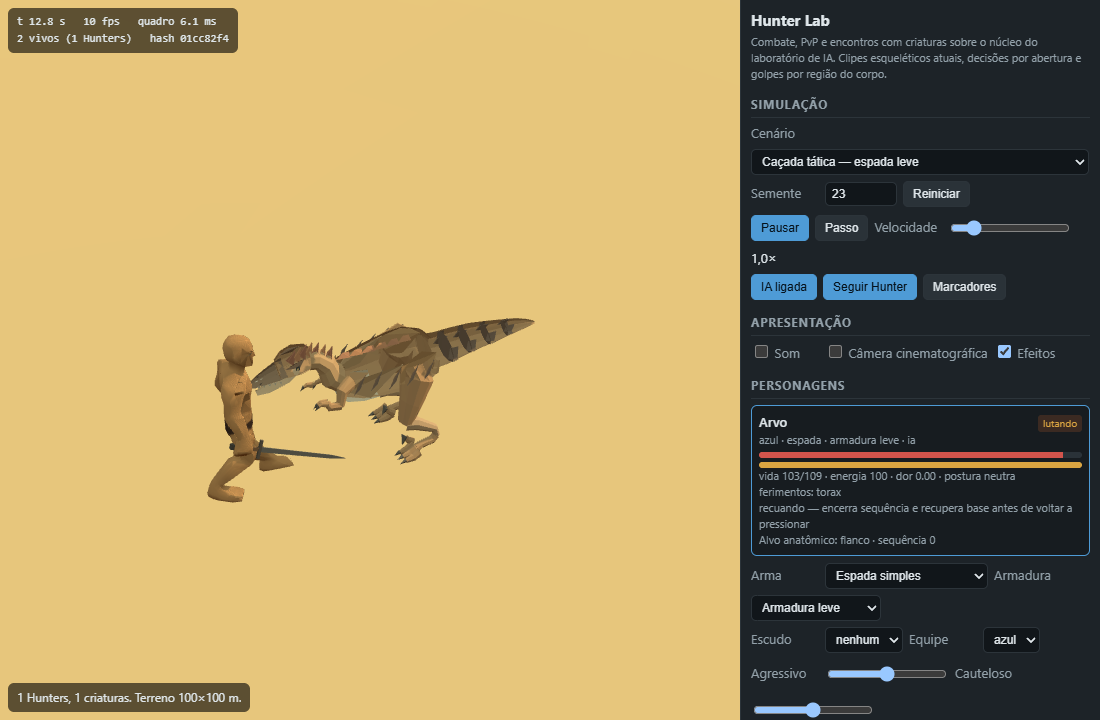 t 12.8 s 10 fps quadro 6.1 ms
2 vivos (1 Hunters) hash 01cc82f4
1 Hunters, 1 criaturas. Terreno 100×100 m.
Hunter Lab
Combate, PvP e encontros com criaturas sobre o núcleo do
laboratório de IA. Clipes esqueléticos atuais, decisões por abertura e
golpes por região do corpo.
SIMULAÇÃO
Cenário
Caçada tática — espada leve
Semente 23 Reiniciar
Pausar Passo Velocidade
1,0×
IA ligada Seguir Hunter Marcadores
APRESENTAÇÃO
Som Câmera cinematográfica Efeitos
PERSONAGENS
Arvo lutando
azul · espada · armadura leve · ia
vida 103/109 · energia 100 · dor 0.00 · postura neutra
ferimentos: torax
recuando — encerra sequência e recupera base antes de voltar a
pressionar
Alvo anatômico: flanco · sequência 0
Arma Espada simples Armadura
Armadura leve
Escudo nenhum Equipe azul
Agressivo Cauteloso